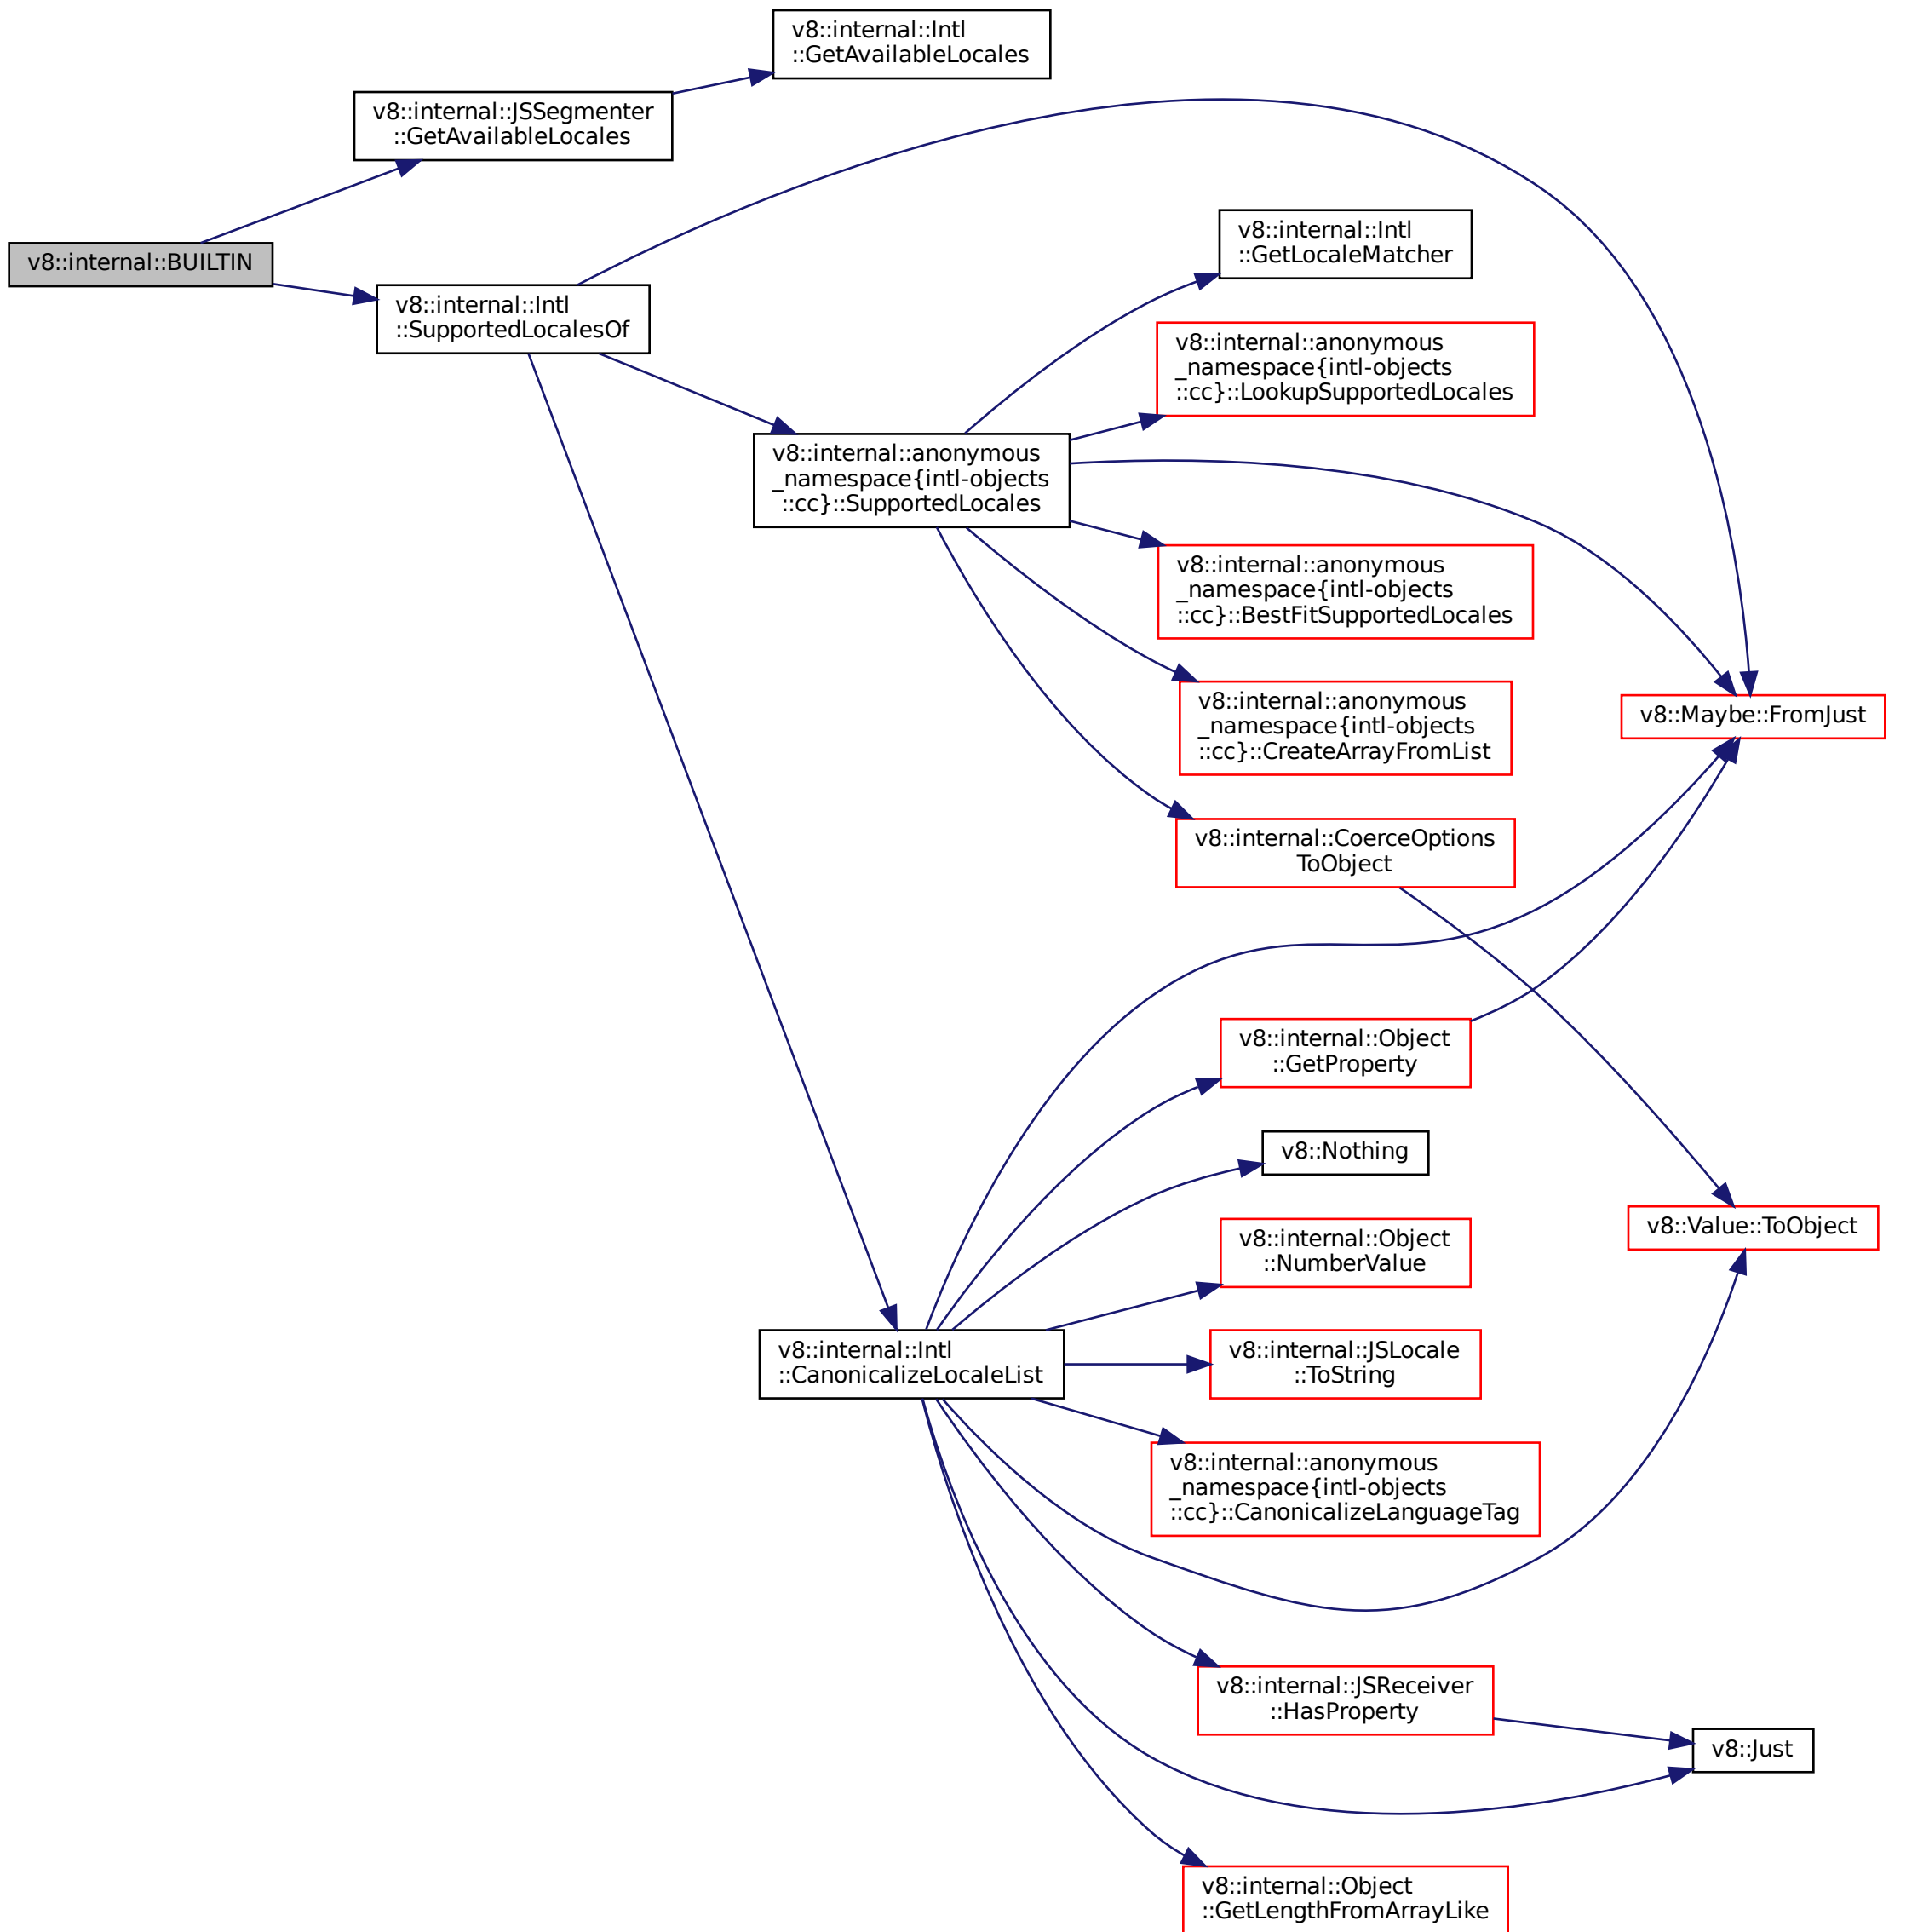 v8::internal::Intl
::GetAvailableLocales
v8::internal::JSSegmenter
::GetAvailableLocales
v8::internal::BUILTIN
v8::internal::Intl
::SupportedLocalesOf
v8::internal::Intl
::GetLocaleMatcher
v8::internal::anonymous
_namespace{intl-objects
::cc}::LookupSupportedLocales
v8::internal::anonymous
_namespace{intl-objects
::cc}::SupportedLocales
v8::internal::anonymous
_namespace{intl-objects
::cc}::BestFitSupportedLocales
v8::internal::anonymous
_namespace{intl-objects
::cc}::CreateArrayFromList
v8::Maybe::FromJust
v8::internal::CoerceOptions
ToObject
v8::internal::Object
::GetProperty
v8::Nothing
v8::Value::ToObject
v8::internal::Object
::NumberValue
v8::internal::Intl
::CanonicalizeLocaleList
v8::internal::JSLocale
::ToString
v8::internal::anonymous
_namespace{intl-objects
::cc}::CanonicalizeLanguageTag
v8::internal::JSReceiver
::HasProperty
v8::Just
v8::internal::Object
::GetLengthFromArrayLike